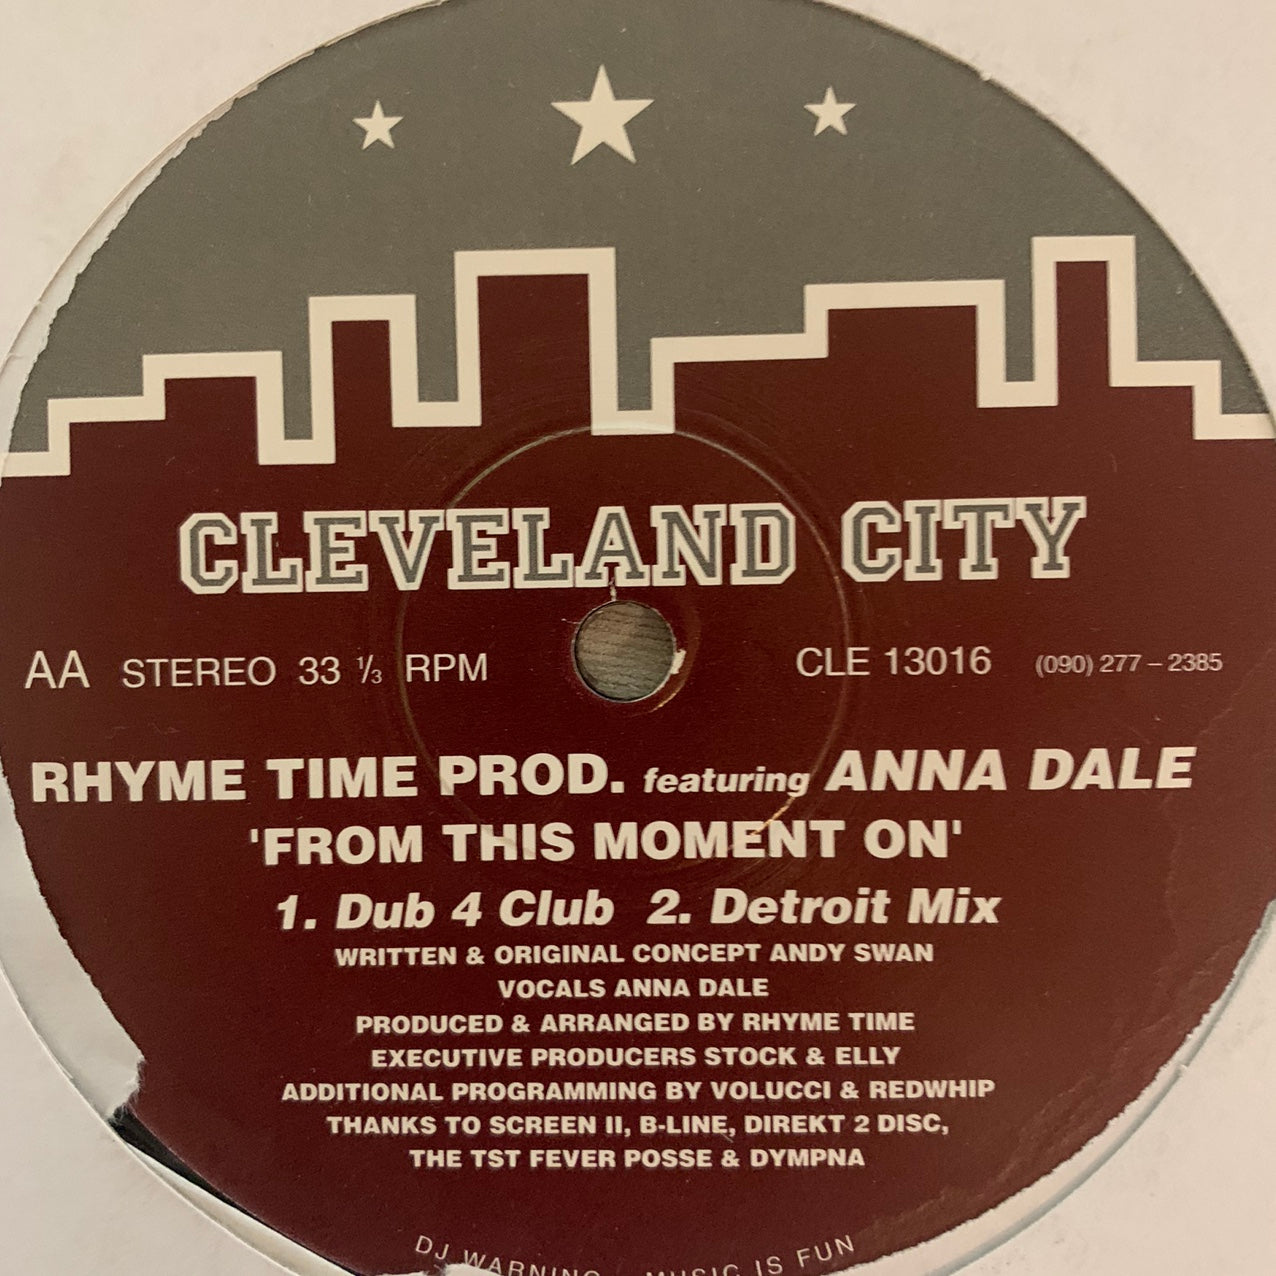 CLEVELAND CITY
AA STEREO 33 ⅓ RPM CLE 13016 (090) 277 – 2385
RHYME TIME PROD. featuring ANNA DALE
'FROM THIS MOMENT ON'
1. Dub 4 Club 2. Detroit Mix
WRITTEN & ORIGINAL CONCEPT ANDY SWAN
VOCALS ANNA DALE
PRODUCED & ARRANGED BY RHYME TIME
EXECUTIVE PRODUCERS STOCK & ELLY
ADDITIONAL PROGRAMMING BY VOLUCCI & REDWHIP
THANKS TO SCREEN II, B-LINE, DIREKT 2 DISC,
THE TST FEVER POSSE & DYMPNA
DJ WARNING MUSIC IS FUN